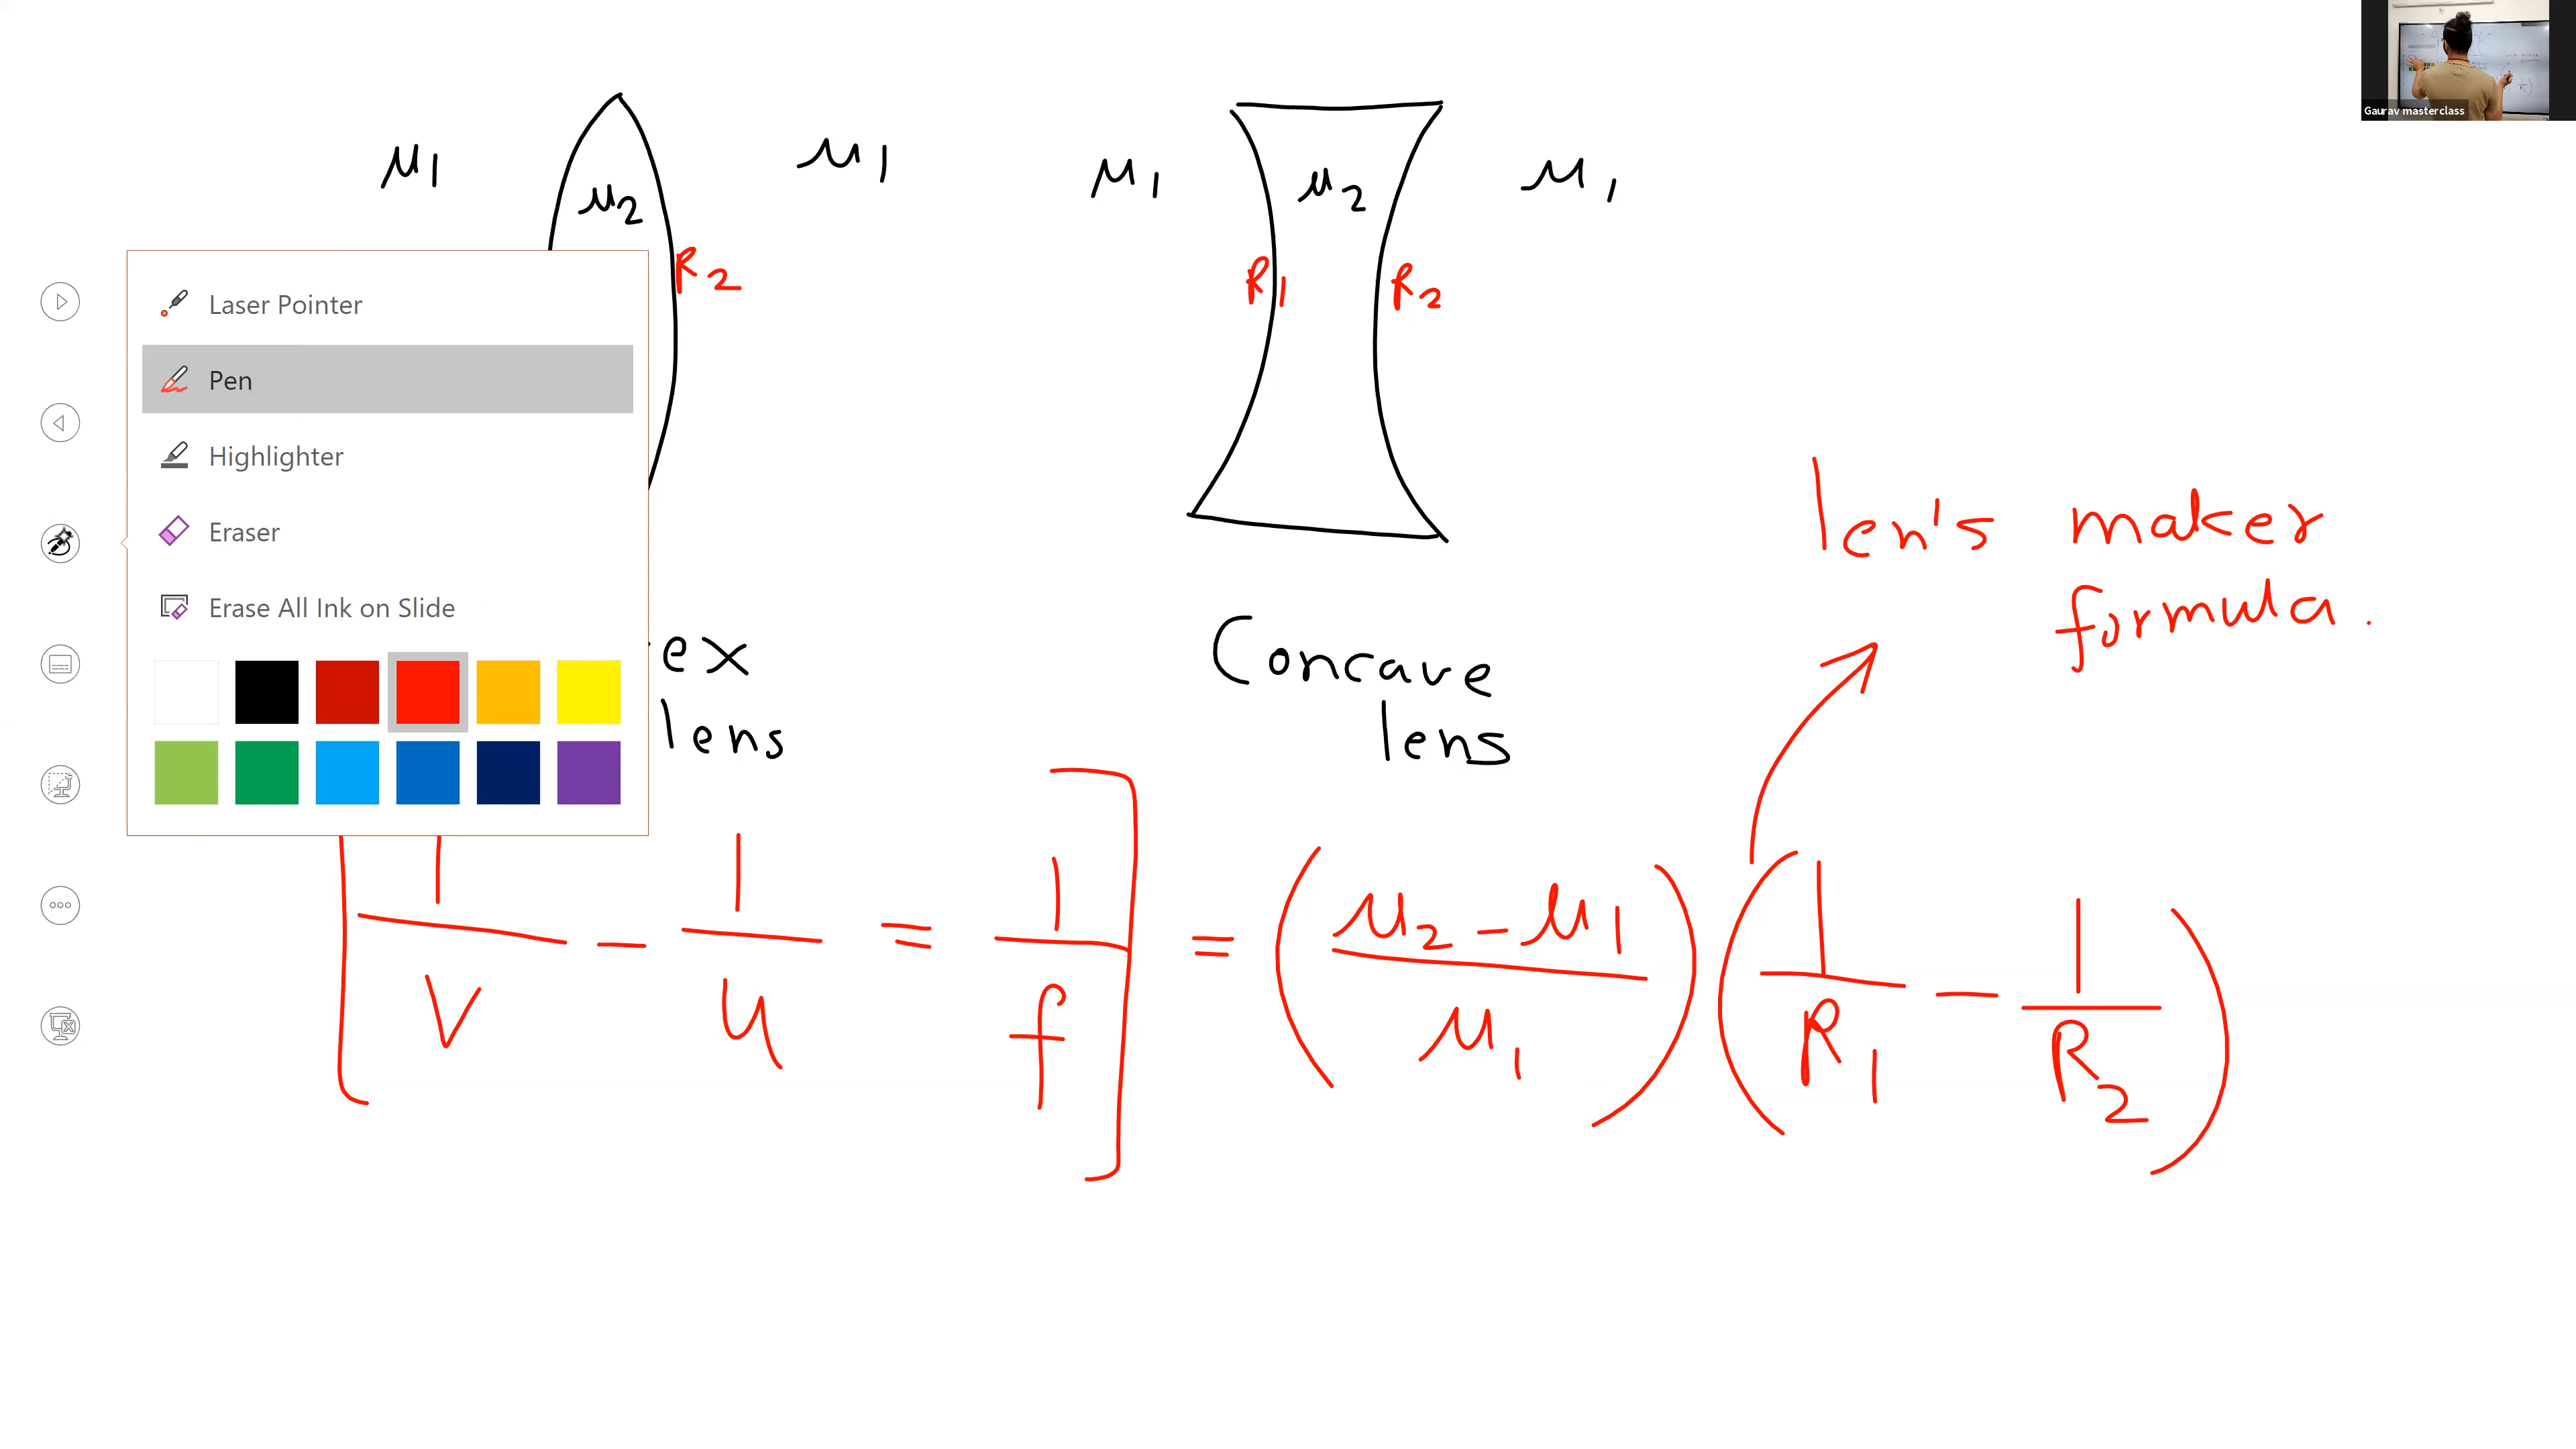 Gaurav masterclass
μ1 μ2 μ1 μ1 μ2 μ1
R2 R1 R2
Laser Pointer
Pen
Highlighter
Eraser
Erase All Ink on Slide
len's maker
formula.
ex
lens
Concave
lens
1/v - 1/u = 1/f] = (μ2 - μ1/μ1) (1/R1 - 1/R2)